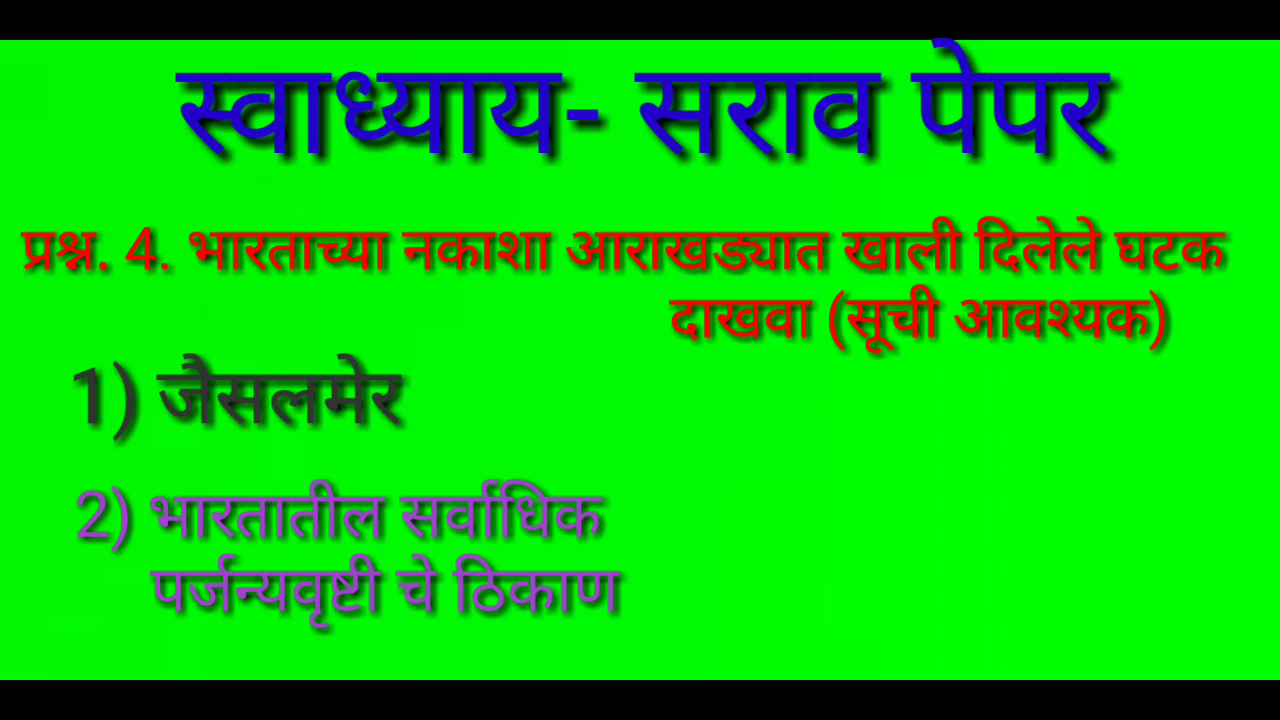 स्वाध्याय- सराव पेपर
प्रश्न. 4. भारताच्या नकाशा आराखड्यात खाली दिलेले घटक
दाखवा (सूची आवश्यक)
1) जैसलमेर
2) भारतातील सर्वाधिक
पर्जन्यवृष्टी चे ठिकाण